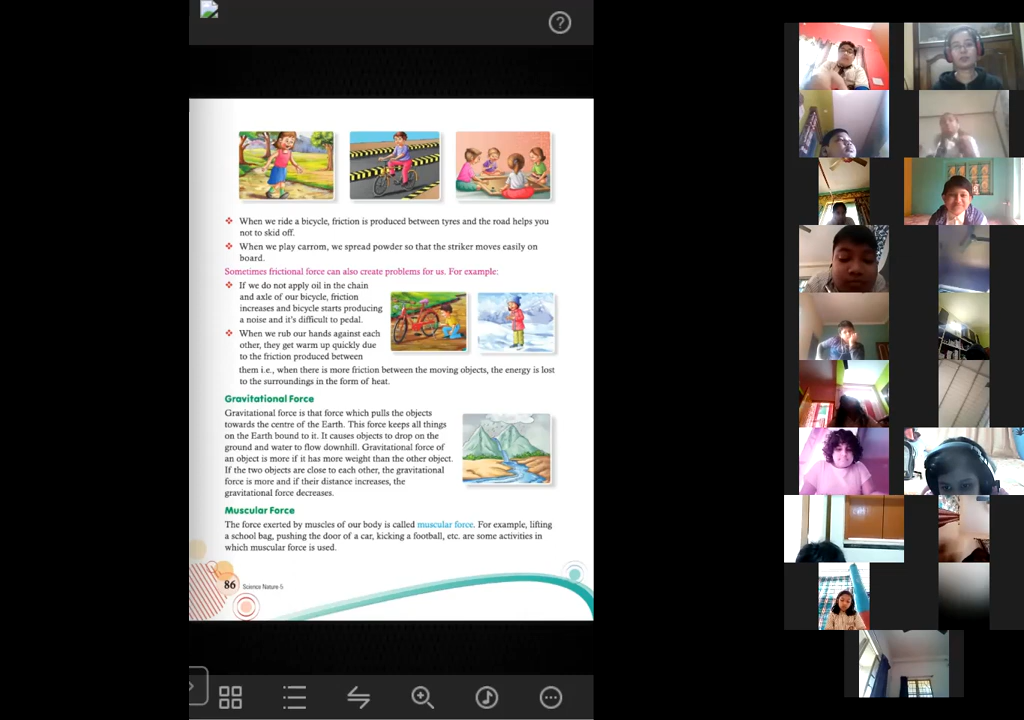 ❖ When we ride a bicycle, friction is produced between tyres and the road helps you
not to skid off.
❖ When we play carrom, we spread powder so that the striker moves easily on
board.
Sometimes frictional force can also create problems for us. For example:
❖ If we do not apply oil in the chain
and axle of our bicycle, friction
increases and bicycle starts producing
a noise and it's difficult to pedal.
❖ When we rub our hands against each
other, they get warm up quickly due
to the friction produced between
them i.e., when there is more friction between the moving objects, the energy is lost
to the surroundings in the form of heat.
Gravitational Force
Gravitational force is that force which pulls the objects
towards the centre of the Earth. This force keeps all things
on the Earth bound to it. It causes objects to drop on the
ground and water to flow downhill. Gravitational force of
an object is more if it has more weight than the other object.
If the two objects are close to each other, the gravitational
force is more and if their distance increases, the
gravitational force decreases.
Muscular Force
The force exerted by muscles of our body is called muscular force. For example, lifting
a school bag, pushing the door of a car, kicking a football, etc. are some activities in
which muscular force is used.
86 Science Nature-5